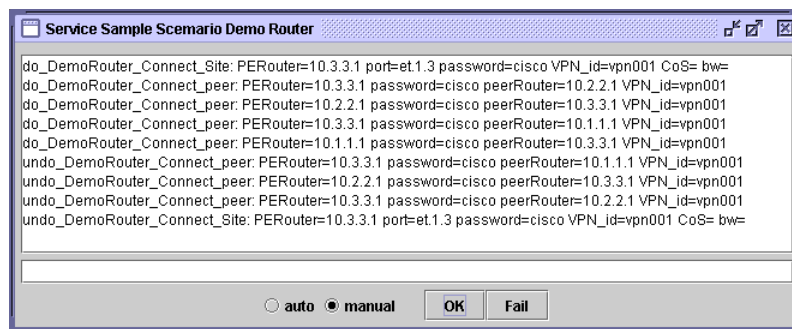 Service Sample Scemario Demo Router
do_DemoRouter_Connect_Site: PERouter=10.3.3.1 port=et.1.3 password=cisco VPN_id=vpn001 CoS= bw=
do_DemoRouter_Connect_peer: PERouter=10.3.3.1 password=cisco peerRouter=10.2.2.1 VPN_id=vpn001
do_DemoRouter_Connect_peer: PERouter=10.2.2.1 password=cisco peerRouter=10.3.3.1 VPN_id=vpn001
do_DemoRouter_Connect_peer: PERouter=10.3.3.1 password=cisco peerRouter=10.1.1.1 VPN_id=vpn001
do_DemoRouter_Connect_peer: PERouter=10.1.1.1 password=cisco peerRouter=10.3.3.1 VPN_id=vpn001
undo_DemoRouter_Connect_peer: PERouter=10.3.3.1 password=cisco peerRouter=10.1.1.1 VPN_id=vpn001
undo_DemoRouter_Connect_peer: PERouter=10.2.2.1 password=cisco peerRouter=10.3.3.1 VPN_id=vpn001
undo_DemoRouter_Connect_peer: PERouter=10.3.3.1 password=cisco peerRouter=10.2.2.1 VPN_id=vpn001
undo_DemoRouter_Connect_Site: PERouter=10.3.3.1 port=et.1.3 password=cisco VPN_id=vpn001 CoS= bw=
auto manual OK Fail